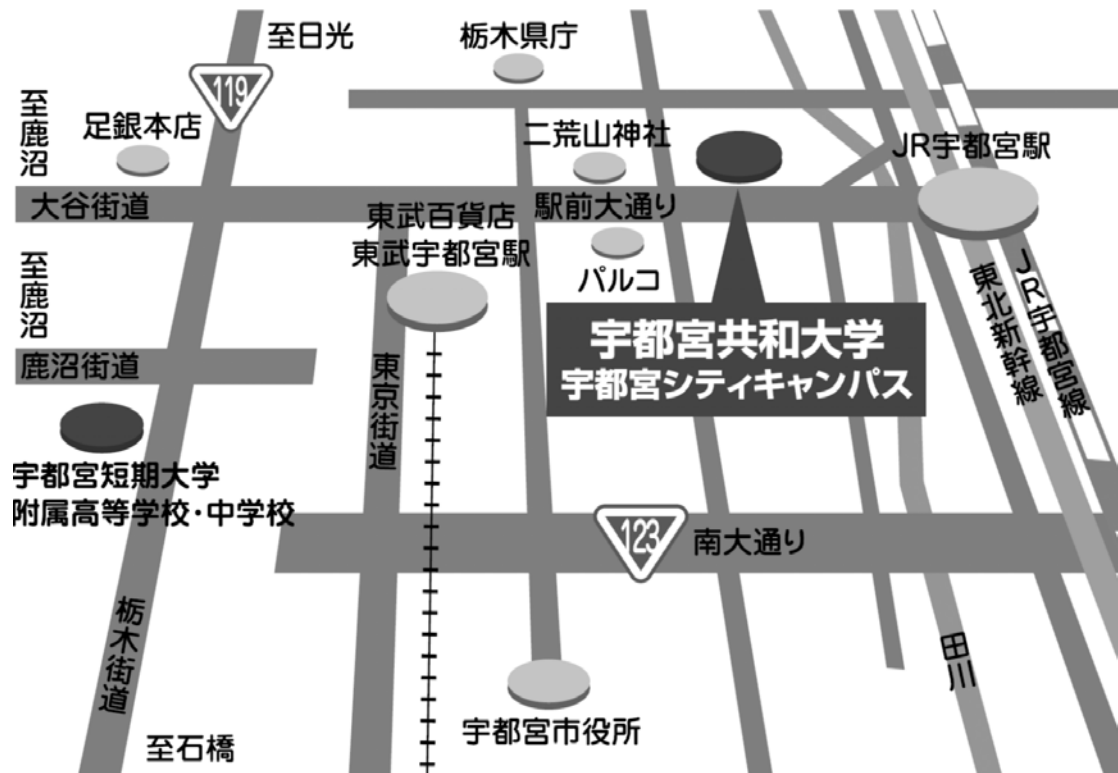 至日光
栃木県庁
119
至鹿沼
足銀本店
二荒山神社
JR宇都宮駅
大谷街道
駅前大通り
東武百貨店
東武宇都宮駅
パルコ
至鹿沼
鹿沼街道
宇都宮共和大学
宇都宮シティキャンパス
東北新幹線
JR宇都宮線
東京街道
宇都宮短期大学
附属高等学校・中学校
123
南大通り
栃木街道
田川
宇都宮市役所
至石橋